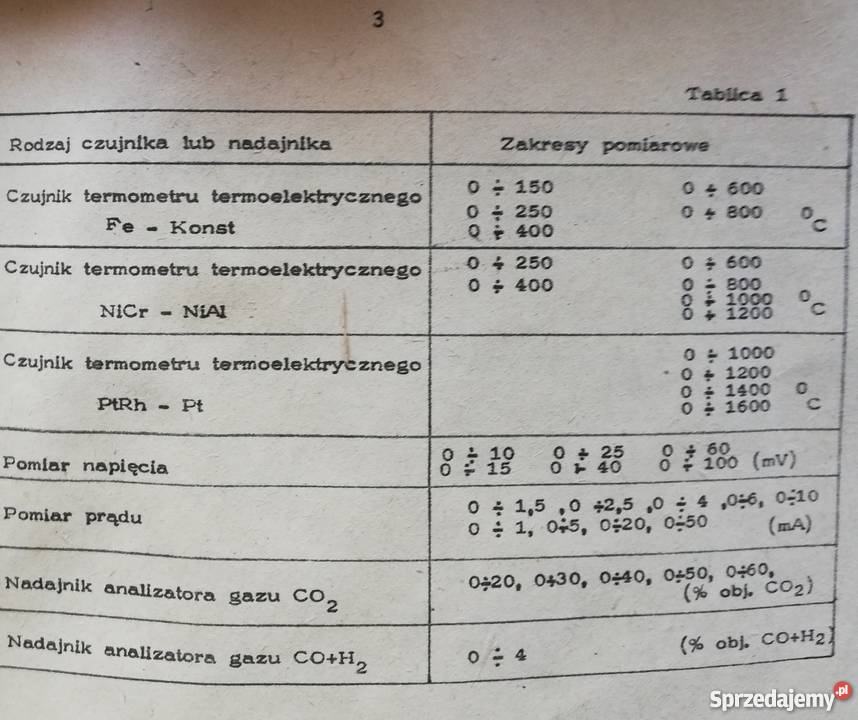 3
Tablica 1
Rodzaj czujnika lub nadajnika Zakresy pomiarowe
Czujnik termometru termoelektrycznego
Fe - Konst
0 ÷ 150 0 ÷ 600
0 ÷ 250 0 ÷ 800 °C
0 ÷ 400
Czujnik termometru termoelektrycznego
NiCr - NiAl
0 ÷ 250 0 ÷ 600
0 ÷ 400 0 ÷ 800
0 ÷ 1000 °C
0 ÷ 1200
Czujnik termometru termoelektrycznego
PtRh - Pt
0 ÷ 1000
0 ÷ 1200
0 ÷ 1400 °C
0 ÷ 1600
Pomiar napięcia
0 ÷ 10 0 ÷ 25 0 ÷ 60
0 ÷ 15 0 ÷ 40 0 ÷ 100 (mV)
Pomiar prądu
0 ÷ 1,5 ,0 ÷2,5 ,0 ÷ 4 ,0÷6, 0÷10
0 ÷ 1, 0÷5, 0÷20, 0÷50 (mA)
Nadajnik analizatora gazu CO2
0÷20, 0÷30, 0÷40, 0÷50, 0÷60,
(% obj. CO2)
Nadajnik analizatora gazu CO+H2
0 ÷ 4 (% obj. CO+H2)
Sprzedajemy.pl